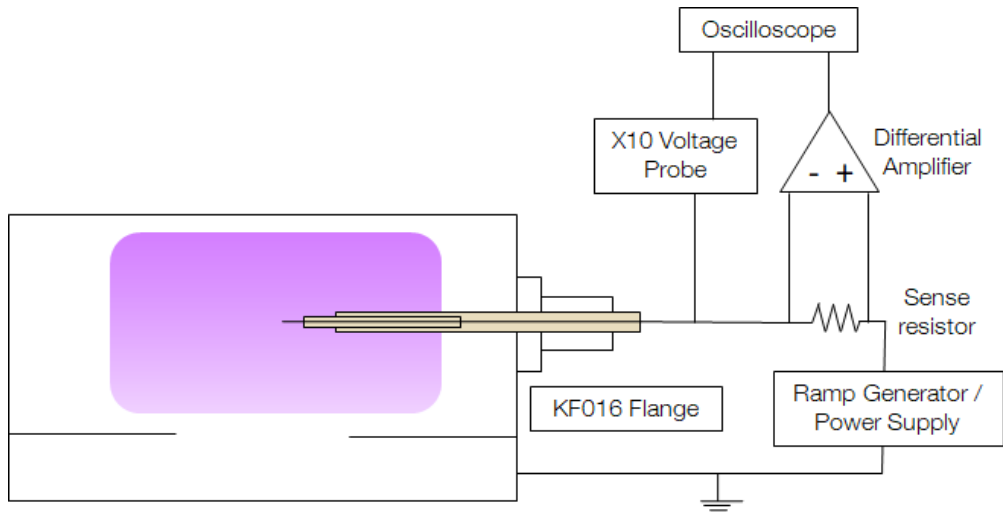 Oscilloscope
X10 Voltage
Probe
- +
Differential
Amplifier
Sense
resistor
KF016 Flange
Ramp Generator /
Power Supply